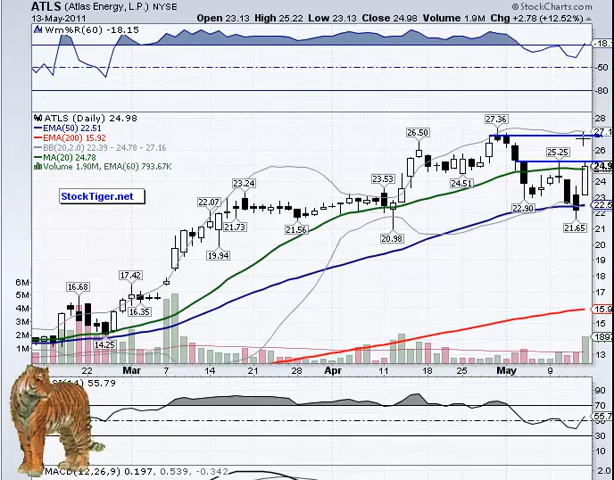 ATLS (Atlas Energy, L.P.) NYSE
© StockCharts.com
13-May-2011
Open 23.13 High 25.22 Low 23.13 Close 24.98 Volume 1.9M Chg +2.78 (+12.52%)
Wm%R(60) -18.15
-18.
-50
-80
ATLS (Daily) 24.98
EMA(50) 22.51
EMA(200) 15.92
BB(20,2.0) 22.39 - 24.78 - 27.16
MA(20) 24.78
Volume 1.90M, EMA(60) 793.67K
StockTiger.net
28
27.36
27.1
26.50
26
25.25
24.9
24.51
24
23.53
23.24
22.90
22.5
22.07
21.73
21.56
21.65
21
20.98
20
19.94
19
18
17.42
17
16.68
16.35
15.9
15
14.25
13
6M
5M
4M
3M
2M
1M
1897
22 Mar 7 14 21 28 Apr 11 18 25 May 9
(14) 55.79
90
70
55.7
50
30
10
MACD(12,26,9) 0.197, 0.539, -0.342